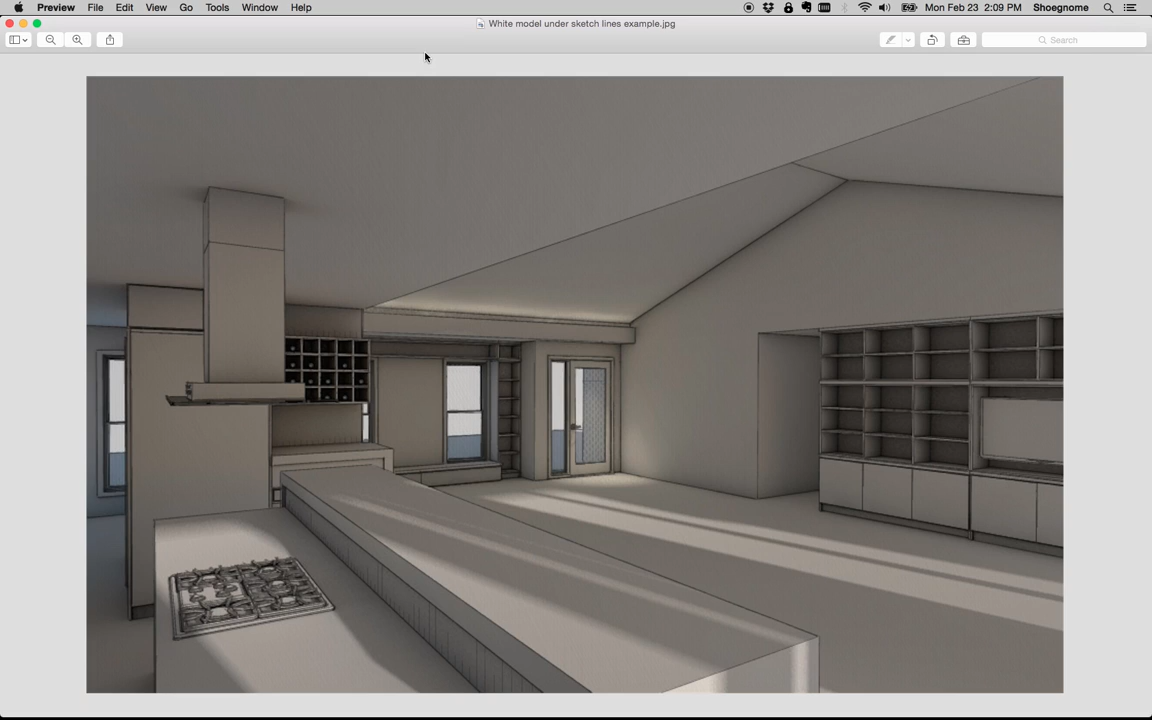 Preview File Edit View Go Tools Window Help Mon Feb 23 2:09 PM Shoegnome
White model under sketch lines example.jpg
Search